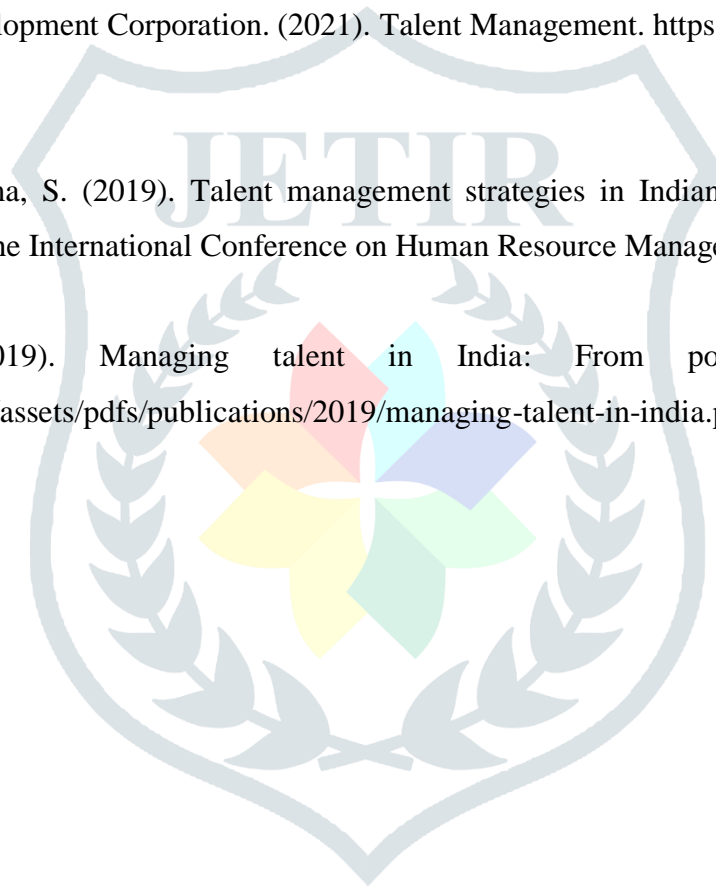 lopment Corporation. (2021). Talent Management. https
JETIR
na, S. (2019). Talent management strategies in Indian
he International Conference on Human Resource Manage
019). Managing talent in India: From po
/assets/pdfs/publications/2019/managing-talent-in-india.p